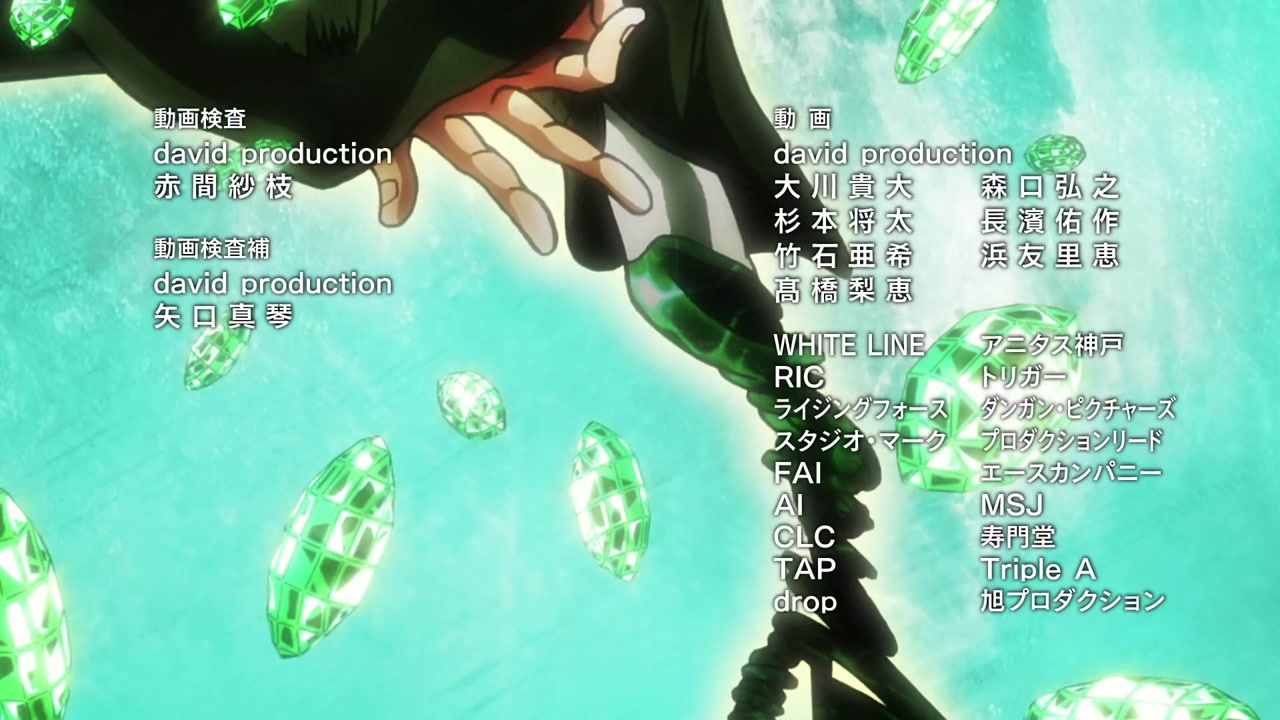 動画検査
david production
赤間紗枝
動画検査補
david production
矢口真琴
動 画
david production
大川貴大 森口弘之
杉本将太 長濱佑作
竹石亜希 浜友里恵
髙橋梨恵
WHITE LINE アニタス神戸
RIC トリガー
ライジングフォース ダンガン・ピクチャーズ
スタジオ・マーク プロダクションリード
FAI エースカンパニー
AI MSJ
CLC 寿門堂
TAP Triple A
drop 旭プロダクション